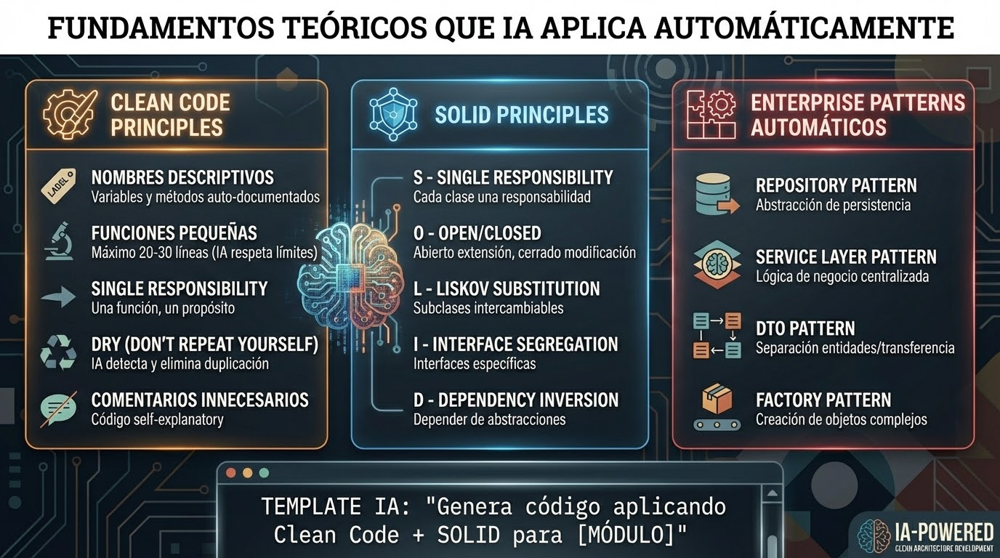 FUNDAMENTOS TEÓRICOS QUE IA APLICA AUTOMÁTICAMENTE
CLEAN CODE
PRINCIPLES
LABEL
NOMBRES DESCRIPTIVOS
Variables y métodos auto-documentados
FUNCIONES PEQUEÑAS
Máximo 20-30 líneas (IA respeta límites)
SINGLE RESPONSIBILITY
Una función, un propósito
DRY (DON'T REPEAT YOURSELF)
IA detecta y elimina duplicación
COMENTARIOS INNECESARIOS
Código self-explanatory
SOLID PRINCIPLES
S - SINGLE RESPONSIBILITY
Cada clase una responsabilidad
O - OPEN/CLOSED
Abierto extensión, cerrado modificación
L - LISKOV SUBSTITUTION
Subclases intercambiables
I - INTERFACE SEGREGATION
Interfaces específicas
D - DEPENDENCY INVERSION
Depender de abstracciones
ENTERPRISE PATTERNS
AUTOMÁTICOS
REPOSITORY PATTERN
Abstracción de persistencia
SERVICE LAYER PATTERN
Lógica de negocio centralizada
DTO PATTERN
Separación entidades/transferencia
FACTORY PATTERN
Creación de objetos complejos
TEMPLATE IA: "Genera código aplicando
Clean Code + SOLID para [MÓDULO]"
IA-POWERED
CLEAN ARCHITECTURE DEVELOPMENT